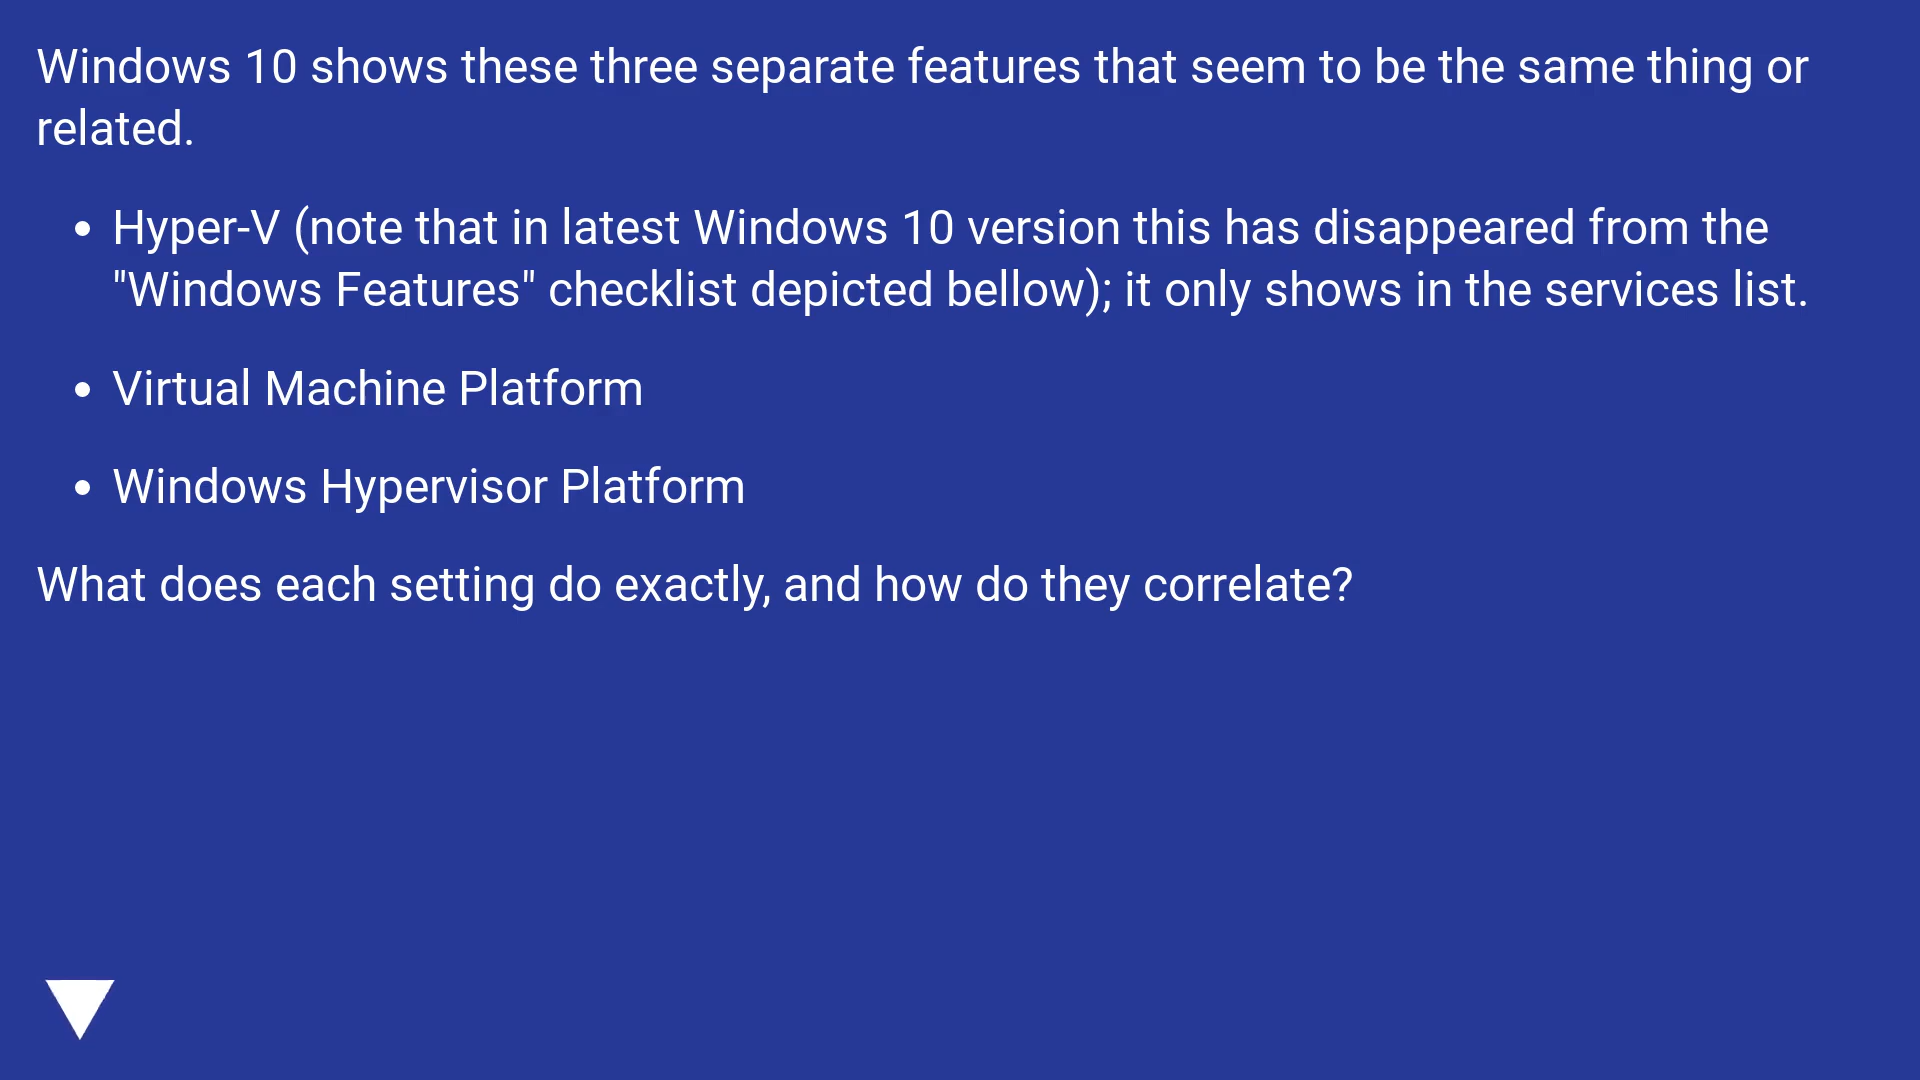 Windows 10 shows these three separate features that seem to be the same thing or
related.
• Hyper-V (note that in latest Windows 10 version this has disappeared from the
"Windows Features" checklist depicted bellow); it only shows in the services list.
• Virtual Machine Platform
• Windows Hypervisor Platform
What does each setting do exactly, and how do they correlate?